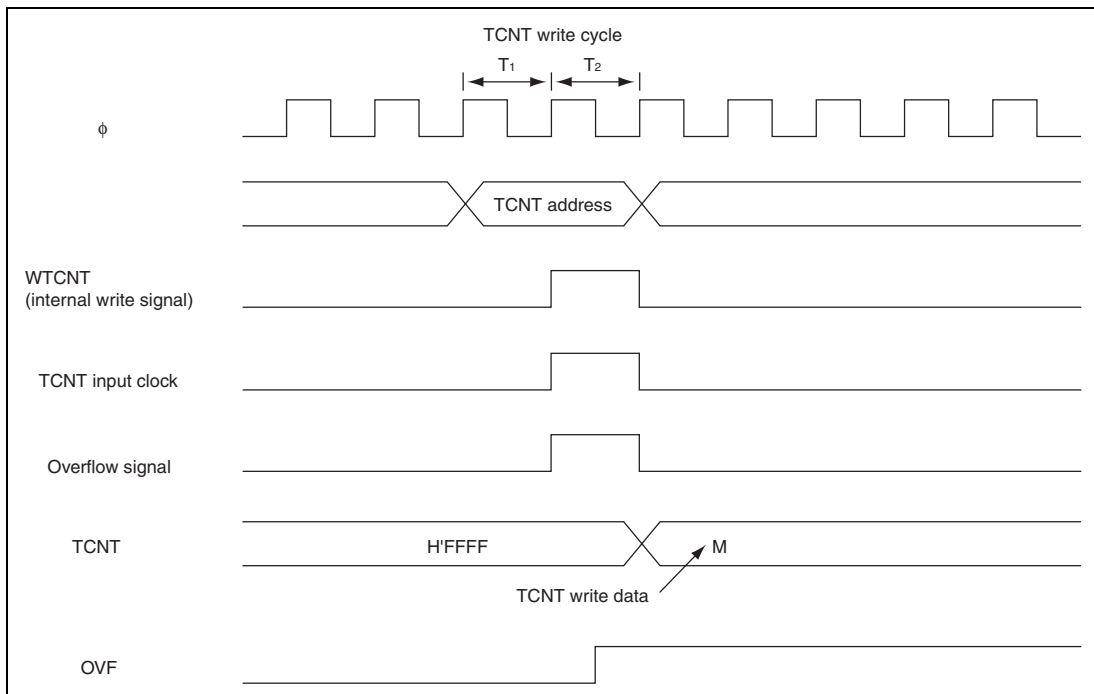 TCNT write cycle
T1 T2
ϕ
TCNT address
WTCNT
(internal write signal)
TCNT input clock
Overflow signal
TCNT H'FFFF M
TCNT write data
OVF